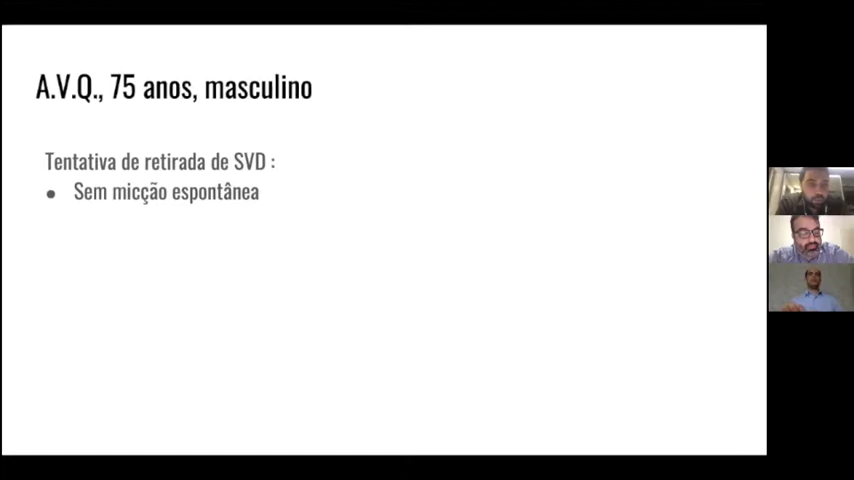 A.V.Q., 75 anos, masculino
Tentativa de retirada de SVD :
● Sem micção espontânea